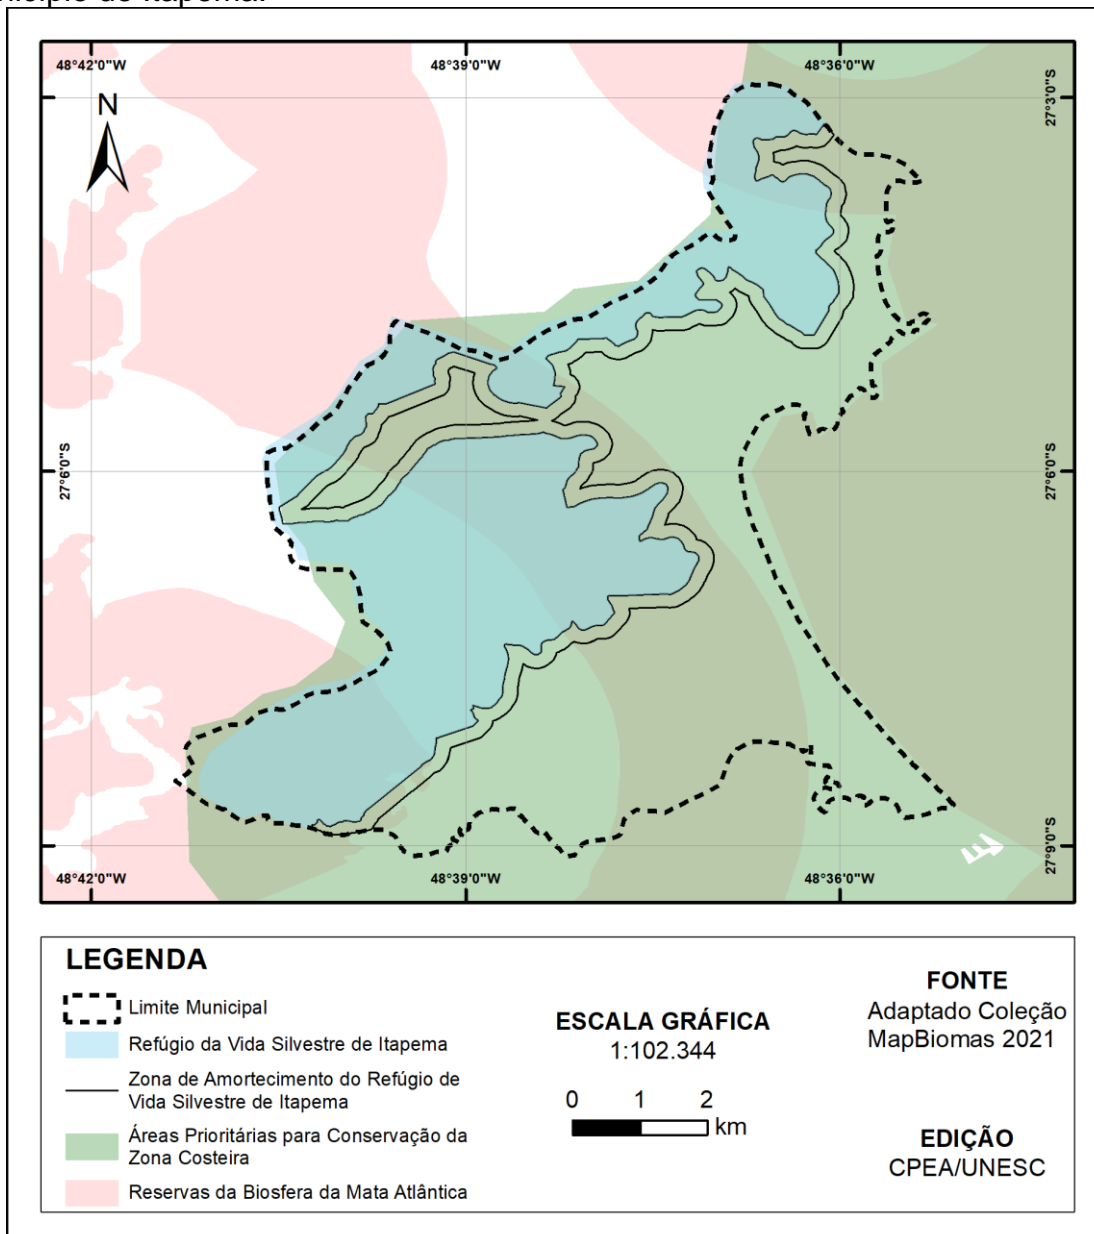 nicípio de Itapema.
48°42'0"W 48°39'0"W 48°36'0"W
N
27°3'0"S
27°6'0"S 27°6'0"S
27°9'0"S
48°42'0"W 48°39'0"W 48°36'0"W
LEGENDA
Limite Municipal
Refúgio da Vida Silvestre de Itapema
Zona de Amortecimento do Refúgio de
Vida Silvestre de Itapema
Áreas Prioritárias para Conservação da
Zona Costeira
Reservas da Biosfera da Mata Atlântica
ESCALA GRÁFICA
1:102.344
0 1 2
km
FONTE
Adaptado Coleção
MapBiomas 2021
EDIÇÃO
CPEA/UNESC